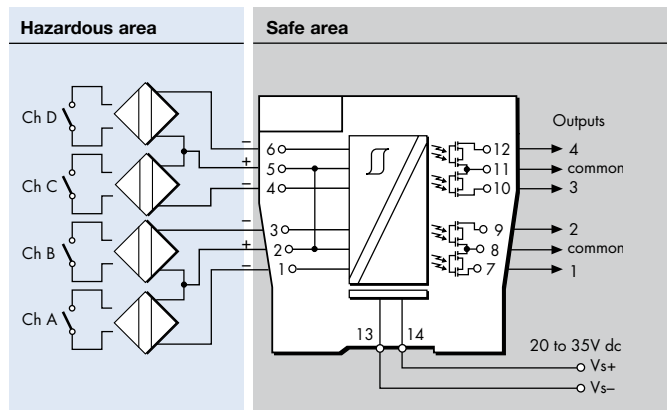 Hazardous area
Safe area
Ch D
Ch C
Ch B
Ch A
−
+
−
−
+
−
6
5
4
3
2
1
12
11
10
9
8
7
13 14
Outputs
4
common
3
2
common
1
20 to 35V dc
Vs+
Vs−